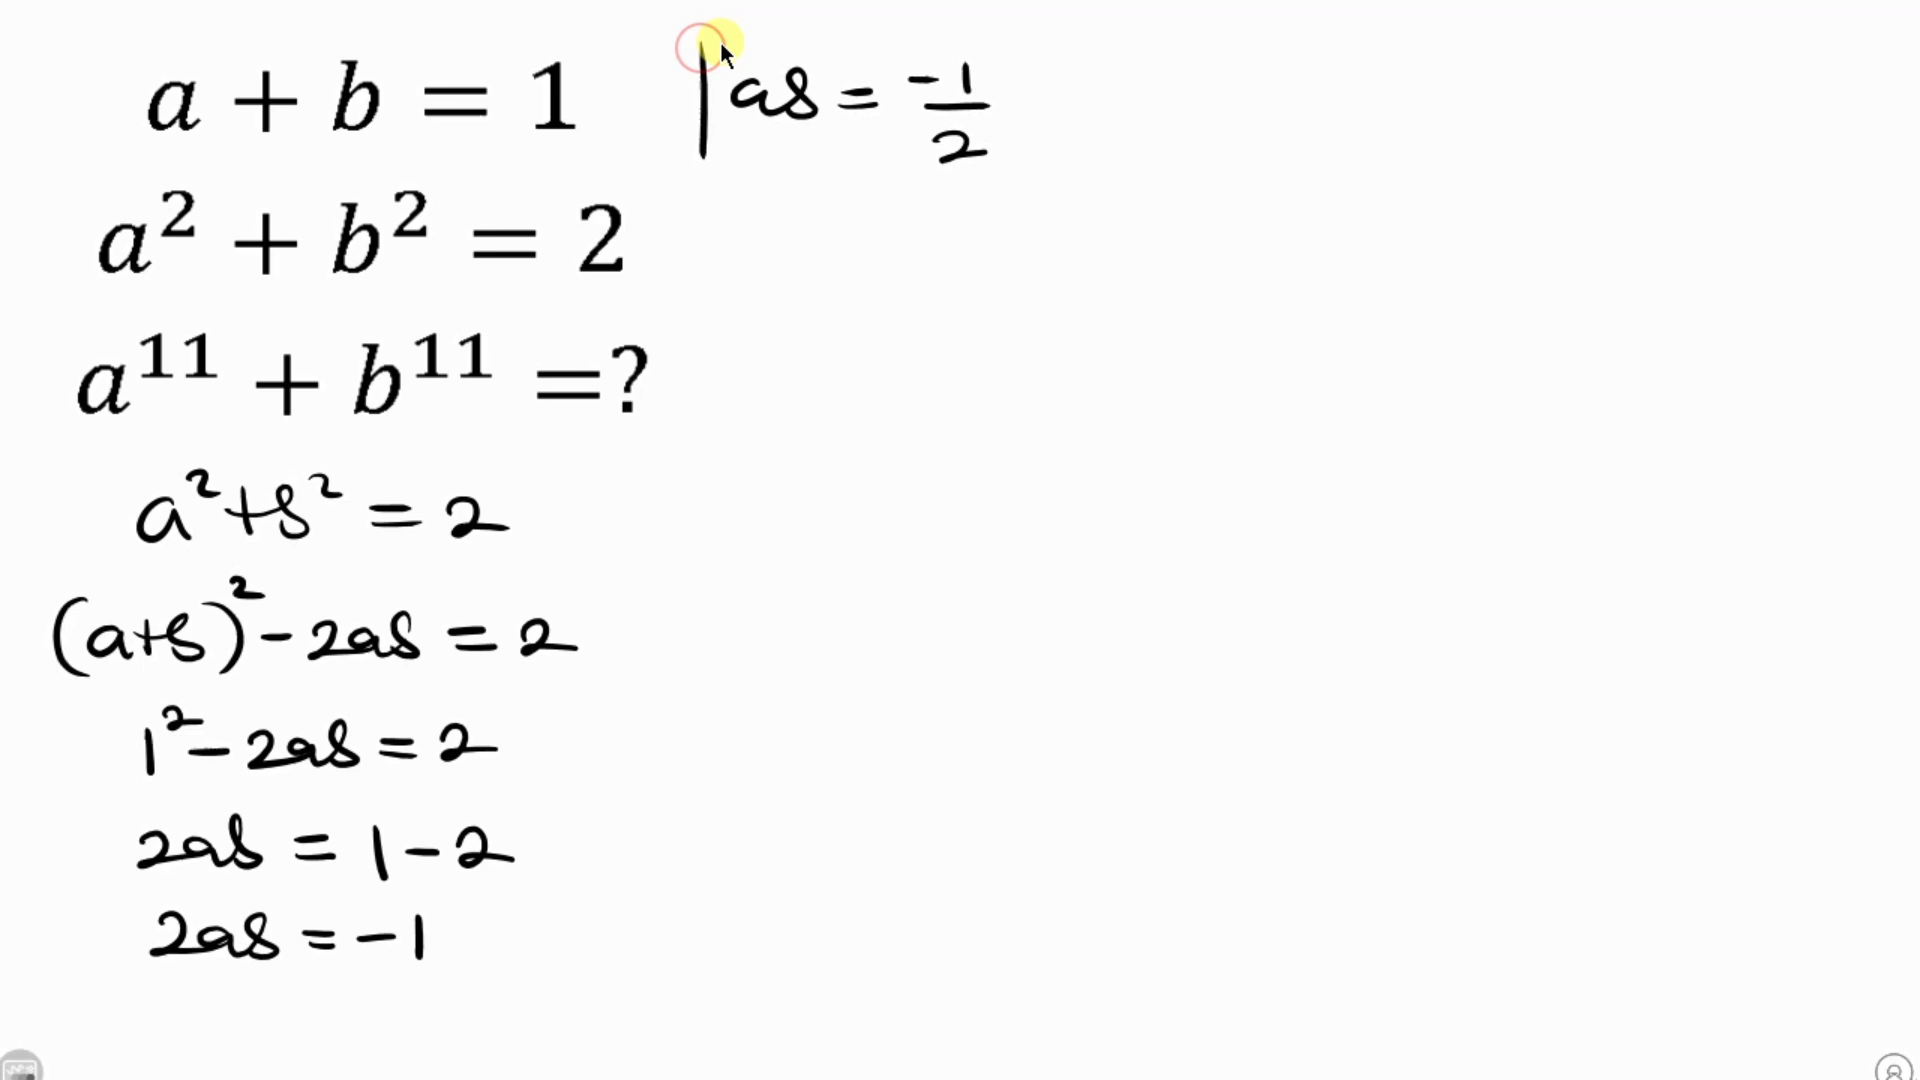 a + b = 1
a² + b² = 2
a¹¹ + b¹¹ =?
a²+b² = 2
(a+b)² - 2ab = 2
1² - 2ab = 2
2ab = 1 - 2
2ab = -1
ab = -1/2